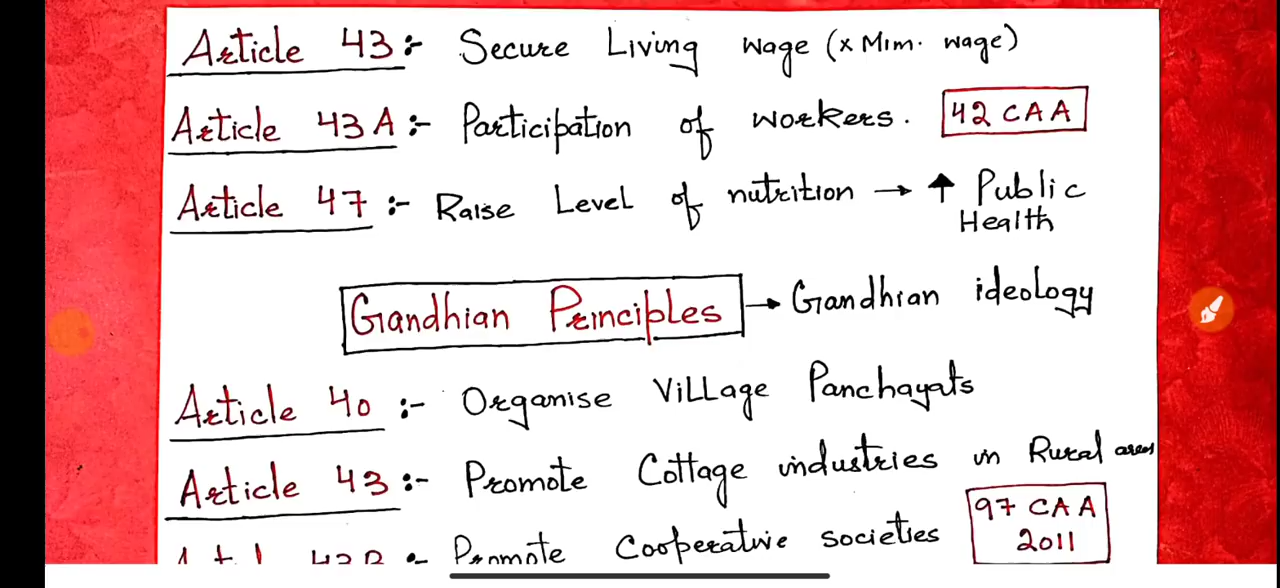 Article 43 :- Secure Living wage (x Mim. wage)
Article 43 A :- Participation of workers. 42 CAA
Article 47 :- Raise Level of nutrition → ↑ Public
Health
Gandhian Principles → Gandhian ideology
Article 40 :- Organise Village Panchayats
Article 43 :- Promote Cottage industries in Rural areas
97 CAA
2011
43B :- Promote Cooperative societies